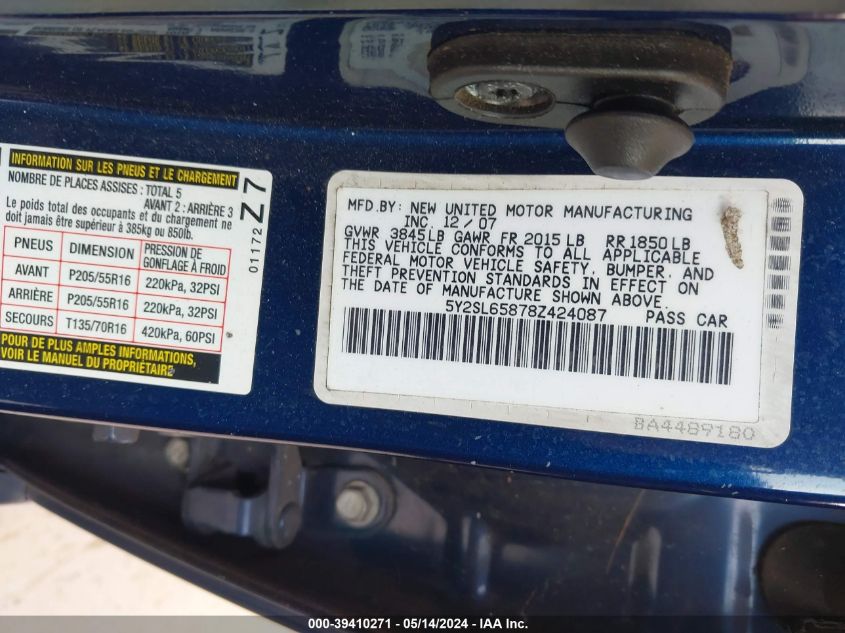 INFORMATION SUR LES PNEUS ET LE CHARGEMENT
NOMBRE DE PLACES ASSISES : TOTAL 5
AVANT 2 : ARRIÈRE 3
Le poids total des occupants et du chargement ne
doit jamais être supérieur à 385kg ou 850lb.
PNEUS DIMENSION PRESSION DE GONFLAGE À FROID
AVANT P205/55R16 220kPa, 32PSI
ARRIÈRE P205/55R16 220kPa, 32PSI
SECOURS T135/70R16 420kPa, 60PSI
POUR DE PLUS AMPLES INFORMATIONS,
VOIR LE MANUEL DU PROPRIÉTAIRE
01172 Z7
MFD.BY: NEW UNITED MOTOR MANUFACTURING
INC. 12/07
GVWR 3845LB GAWR FR 2015 LB RR 1850LB
THIS VEHICLE CONFORMS TO ALL APPLICABLE
FEDERAL MOTOR VEHICLE SAFETY, BUMPER, AND
THEFT PREVENTION STANDARDS IN EFFECT ON
THE DATE OF MANUFACTURE SHOWN ABOVE.
5Y2SL65878Z424087 PASS CAR
BA4489180
000-39410271 - 05/14/2024 - IAA Inc.